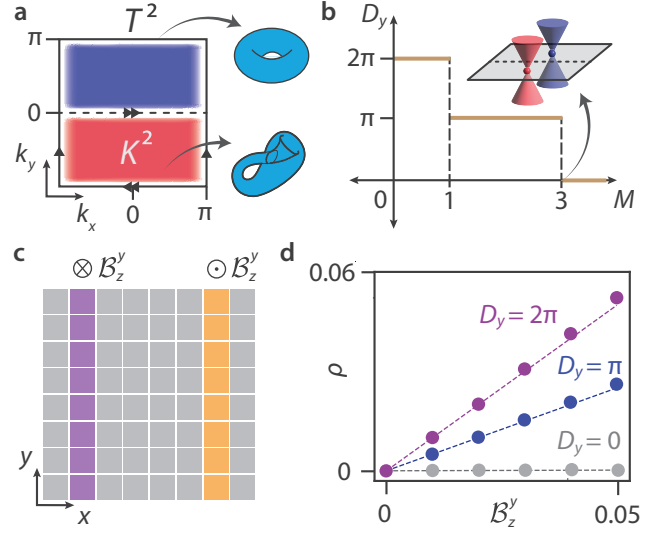 a
T²
π
0
K²
k_y
k_x
0
π
b
D_y
2π
π
0
1
3
M
c
⊗ ℬ_z^y
⊙ ℬ_z^y
y
x
d
0.06
D_y = 2π
ρ
D_y = π
D_y = 0
0
0
ℬ_z^y
0.05